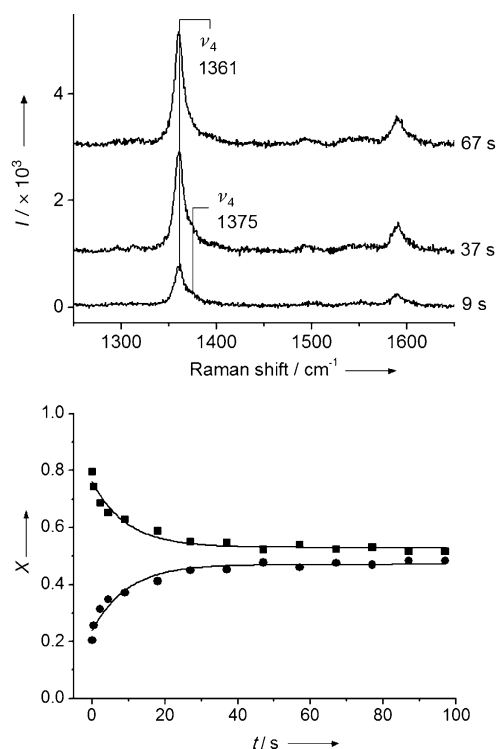 ν4
1361
4
67 s
I / × 10³
2
ν4
1375
37 s
0
9 s
1300 1400 1500 1600
Raman shift / cm⁻¹
1.0
0.8
0.6
X
0.4
0.2
0.0
0 20 40 60 80 100
t / s